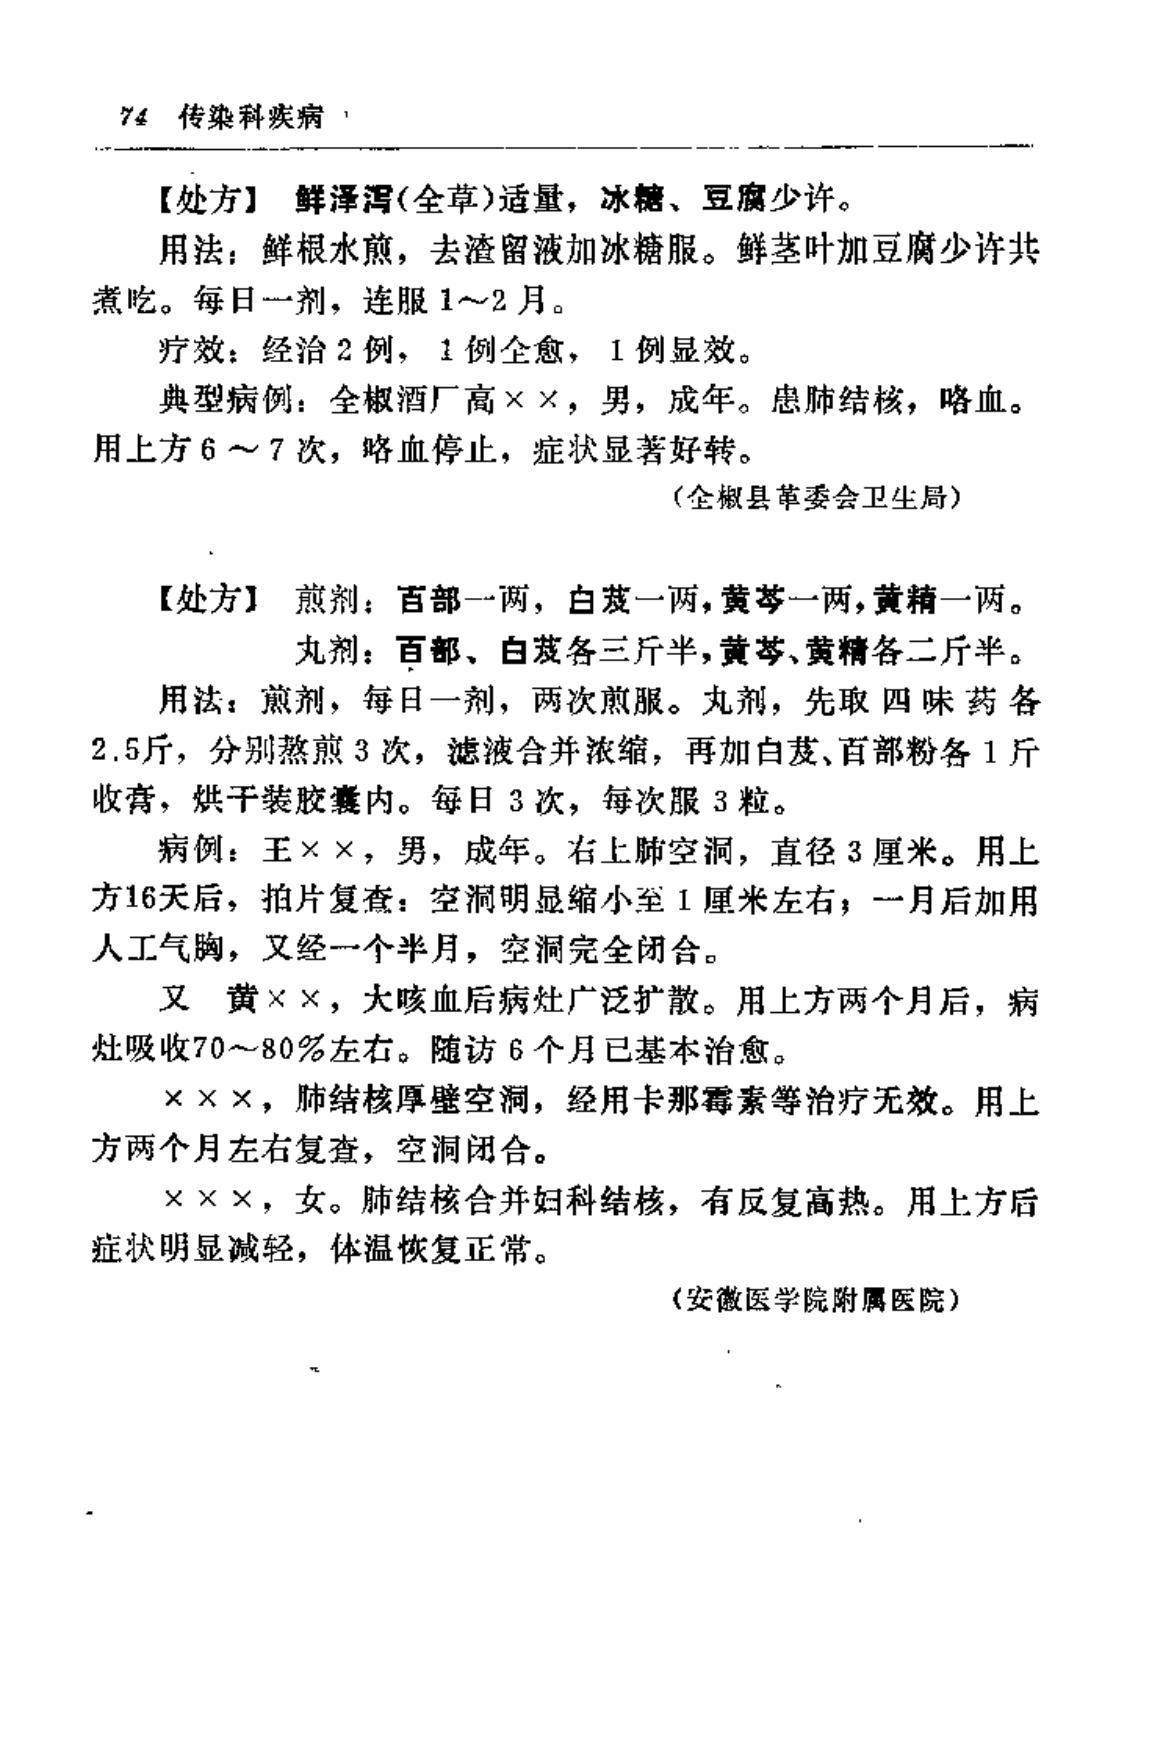 74 传染科疾病
【处方】 鲜泽泻(全草)适量，冰糖、豆腐少许。
用法：鲜根水煎，去渣留液加冰糖服。鲜茎叶加豆腐少许共
煮吃。每日一剂，连服1～2月。
疗效：经治2例，1例全愈，1例显效。
典型病例：全椒酒厂高××，男，成年。患肺结核，咯血。
用上方6～7次，咯血停止，症状显著好转。
（全椒县革委会卫生局）
【处方】 煎剂：百部一两，白芨一两，黄芩一两，黄精一两。
丸剂：百部、白芨各三斤半，黄芩、黄精各二斤半。
用法：煎剂，每日一剂，两次煎服。丸剂，先取四味药各
2.5斤，分别熬煎3次，滤液合并浓缩，再加白芨、百部粉各1斤
收膏，烘干装胶囊内。每日3次，每次服3粒。
病例：王××，男，成年。右上肺空洞，直径3厘米。用上
方16天后，拍片复查：空洞明显缩小至1厘米左右；一月后加用
人工气胸，又经一个半月，空洞完全闭合。
又 黄××，大咳血后病灶广泛扩散。用上方两个月后，病
灶吸收70～80%左右。随访6个月已基本治愈。
×××，肺结核厚壁空洞，经用卡那霉素等治疗无效。用上
方两个月左右复查，空洞闭合。
×××，女。肺结核合并妇科结核，有反复高热。用上方后
症状明显减轻，体温恢复正常。
（安徽医学院附属医院）